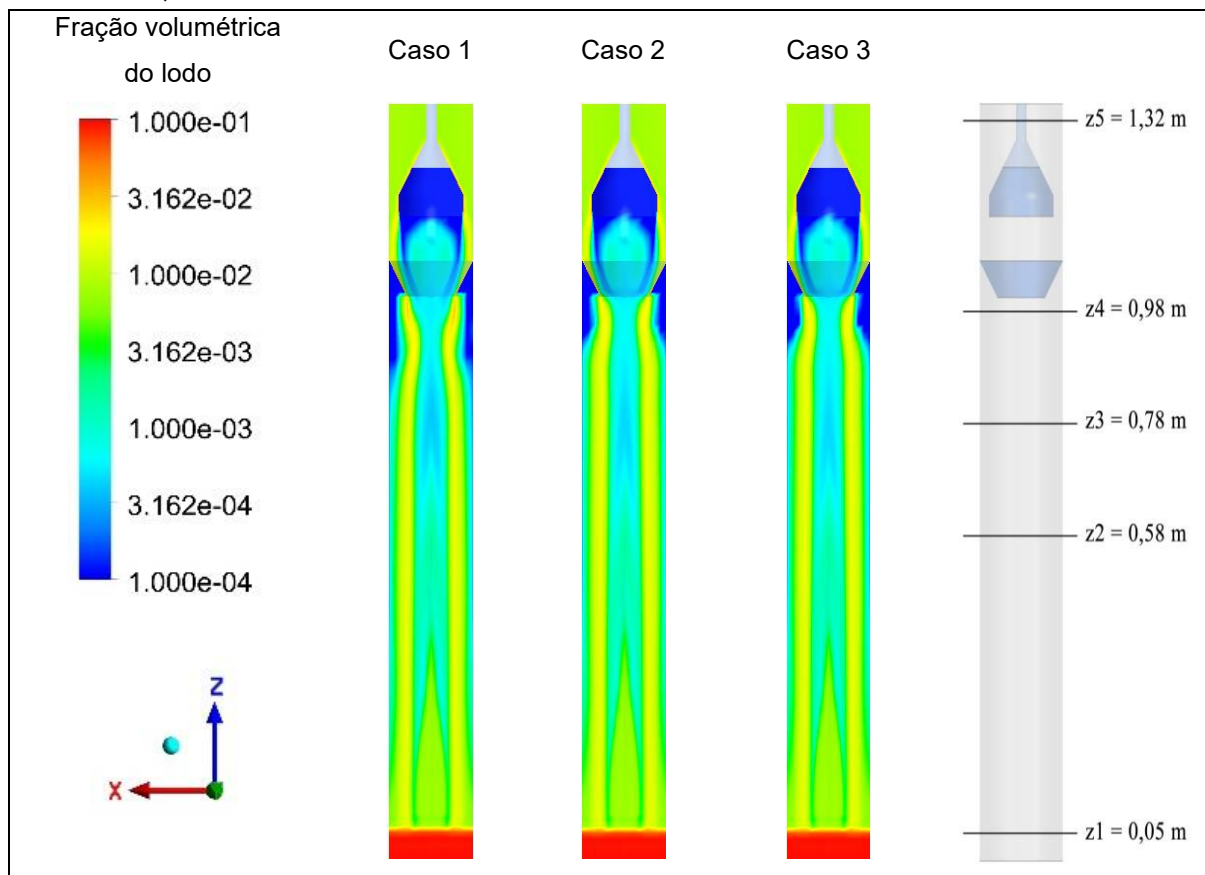 Fração volumétrica
do lodo
Caso 1
Caso 2
Caso 3
1.000e-01
3.162e-02
1.000e-02
3.162e-03
1.000e-03
3.162e-04
1.000e-04
z5 = 1,32 m
z4 = 0,98 m
z3 = 0,78 m
z2 = 0,58 m
z1 = 0,05 m
Z
X